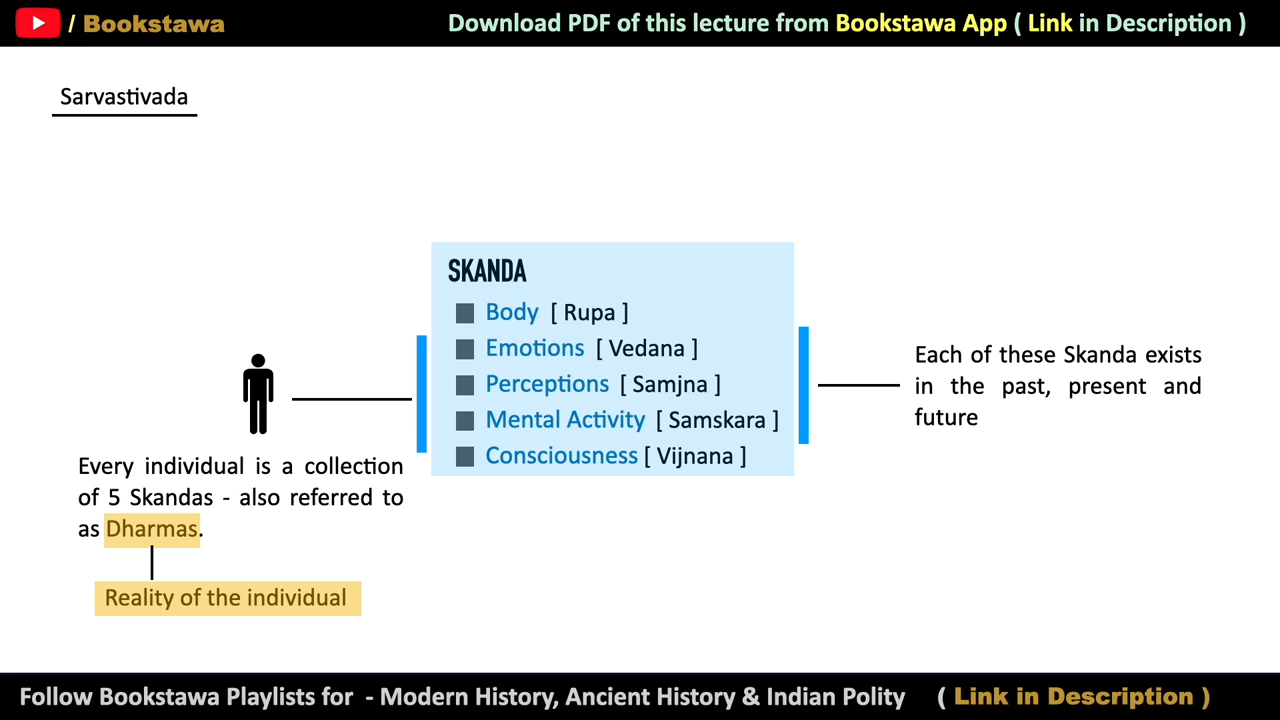 / Bookstawa
Download PDF of this lecture from Bookstawa App ( Link in Description )
Sarvastivada
SKANDA
Body [ Rupa ]
Emotions [ Vedana ]
Perceptions [ Samjna ]
Mental Activity [ Samskara ]
Consciousness [ Vijnana ]
Each of these Skanda exists
in the past, present and
future
Every individual is a collection
of 5 Skandas - also referred to
as Dharmas.
Reality of the individual
Follow Bookstawa Playlists for - Modern History, Ancient History & Indian Polity ( Link in Description )